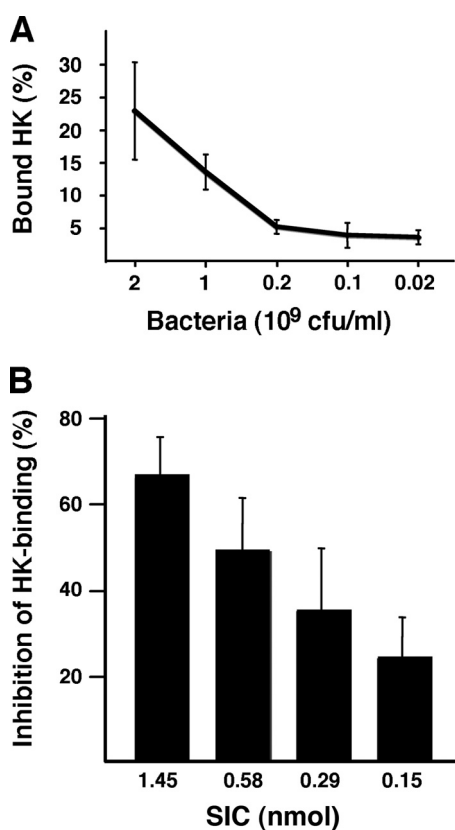 A
Bound HK (%)
30
25
20
15
10
5
2 1 0.2 0.1 0.02
Bacteria (10⁹ cfu/ml)
B
Inhibition of HK-binding (%)
80
60
40
20
1.45 0.58 0.29 0.15
SIC (nmol)